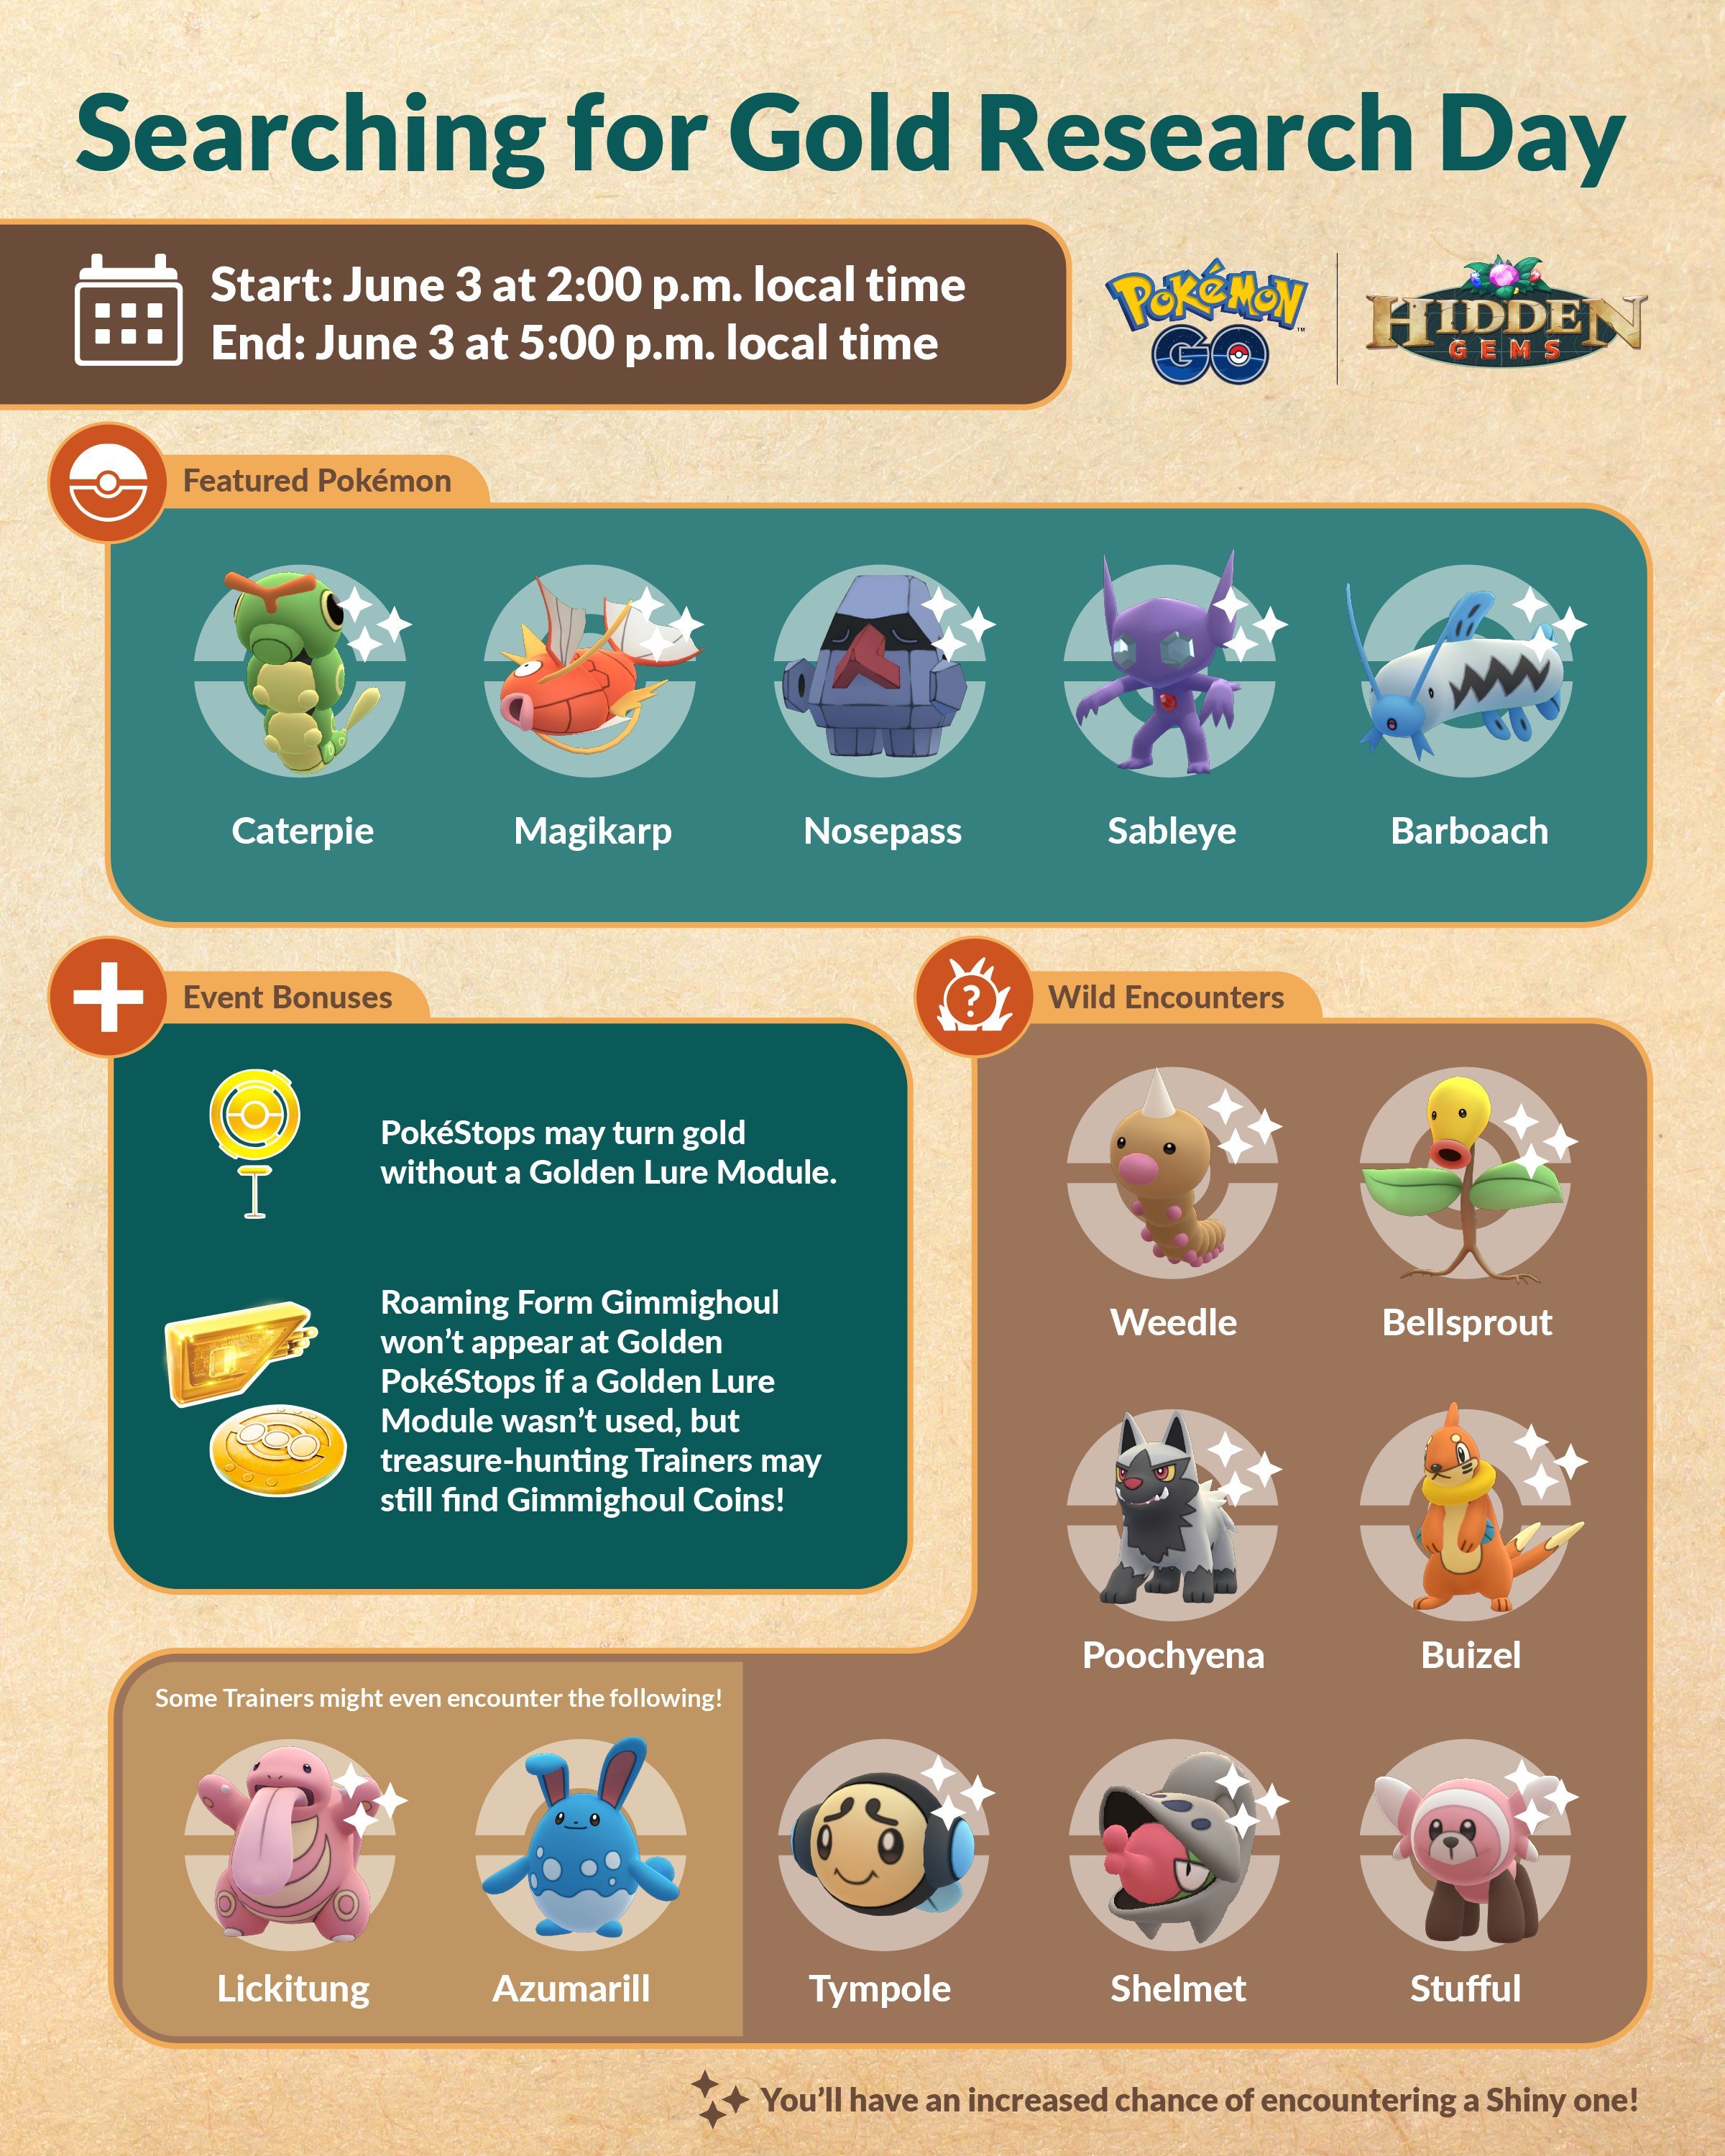 Searching for Gold Research Day
Start: June 3 at 2:00 p.m. local time
End: June 3 at 5:00 p.m. local time
POKéMON
GO
™
HIDDEN
GEMS
Featured Pokémon
Caterpie
Magikarp
Nosepass
Sableye
Barboach
Event Bonuses
PokéStops may turn gold
without a Golden Lure Module.
Roaming Form Gimmighoul
won't appear at Golden
PokéStops if a Golden Lure
Module wasn't used, but
treasure-hunting Trainers may
still find Gimmighoul Coins!
?
Wild Encounters
Weedle
Bellsprout
Poochyena
Buizel
Some Trainers might even encounter the following!
Lickitung
Azumarill
Tympole
Shelmet
Stufful
You'll have an increased chance of encountering a Shiny one!